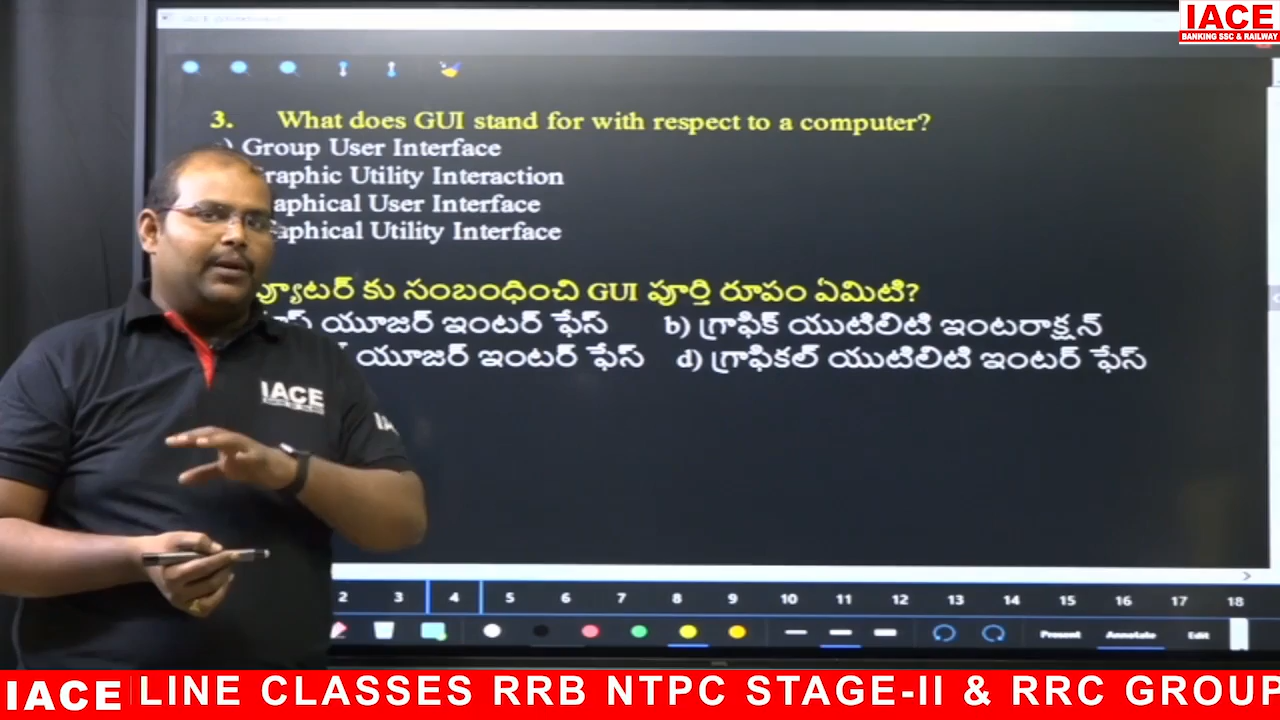 IACE
BANKING SSC & RAILWAY
3. What does GUI stand for with respect to a computer?
) Group User Interface
Graphic Utility Interaction
aphical User Interface
aphical Utility Interface
ప్యూటర్ కు సంబంధించి GUI పూర్తి రూపం ఏమిటి?
యూజర్ ఇంటర్ ఫేస్ b) గ్రాఫిక్ యుటిలిటి ఇంటరాక్షన్
యూజర్ ఇంటర్ ఫేస్ d) గ్రాఫికల్ యుటిలిటి ఇంటర్ ఫేస్
IACE
2 3 4 5 6 7 8 9 10 11 12 13 14 15 16 17 18
Present Annotate Edit
IACE LINE CLASSES RRB NTPC STAGE-II & RRC GROUP